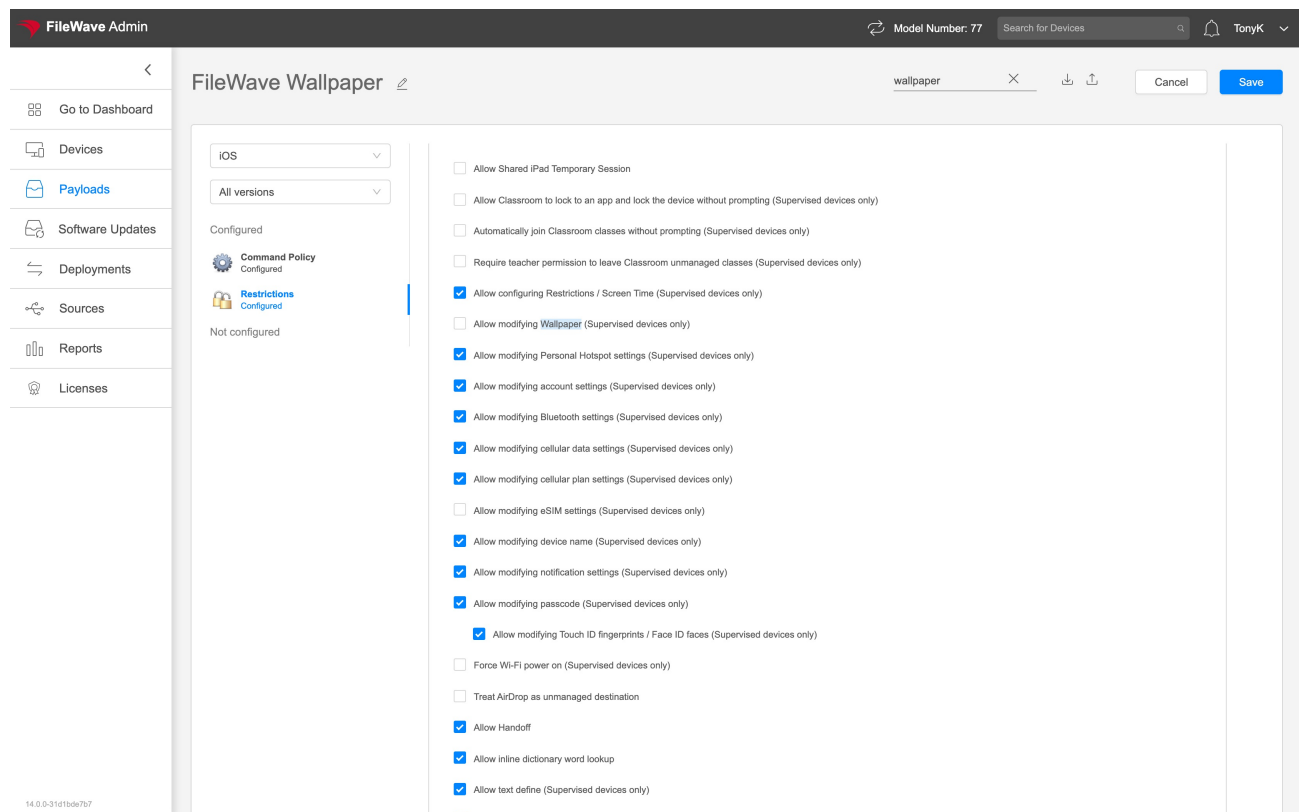 FileWave Admin
Model Number: 77
Search for Devices
TonyK
FileWave Wallpaper
wallpaper
Cancel
Save
Go to Dashboard
Devices
Payloads
Software Updates
Deployments
Sources
Reports
Licenses
14.0.0-31d1bde7b7
iOS
All versions
Configured
Command Policy
Configured
Restrictions
Configured
Not configured
Allow Shared iPad Temporary Session
Allow Classroom to lock to an app and lock the device without prompting (Supervised devices only)
Automatically join Classroom classes without prompting (Supervised devices only)
Require teacher permission to leave Classroom unmanaged classes (Supervised devices only)
Allow configuring Restrictions / Screen Time (Supervised devices only)
Allow modifying Wallpaper (Supervised devices only)
Allow modifying Personal Hotspot settings (Supervised devices only)
Allow modifying account settings (Supervised devices only)
Allow modifying Bluetooth settings (Supervised devices only)
Allow modifying cellular data settings (Supervised devices only)
Allow modifying cellular plan settings (Supervised devices only)
Allow modifying eSIM settings (Supervised devices only)
Allow modifying device name (Supervised devices only)
Allow modifying notification settings (Supervised devices only)
Allow modifying passcode (Supervised devices only)
Allow modifying Touch ID fingerprints / Face ID faces (Supervised devices only)
Force Wi-Fi power on (Supervised devices only)
Treat AirDrop as unmanaged destination
Allow Handoff
Allow inline dictionary word lookup
Allow text define (Supervised devices only)